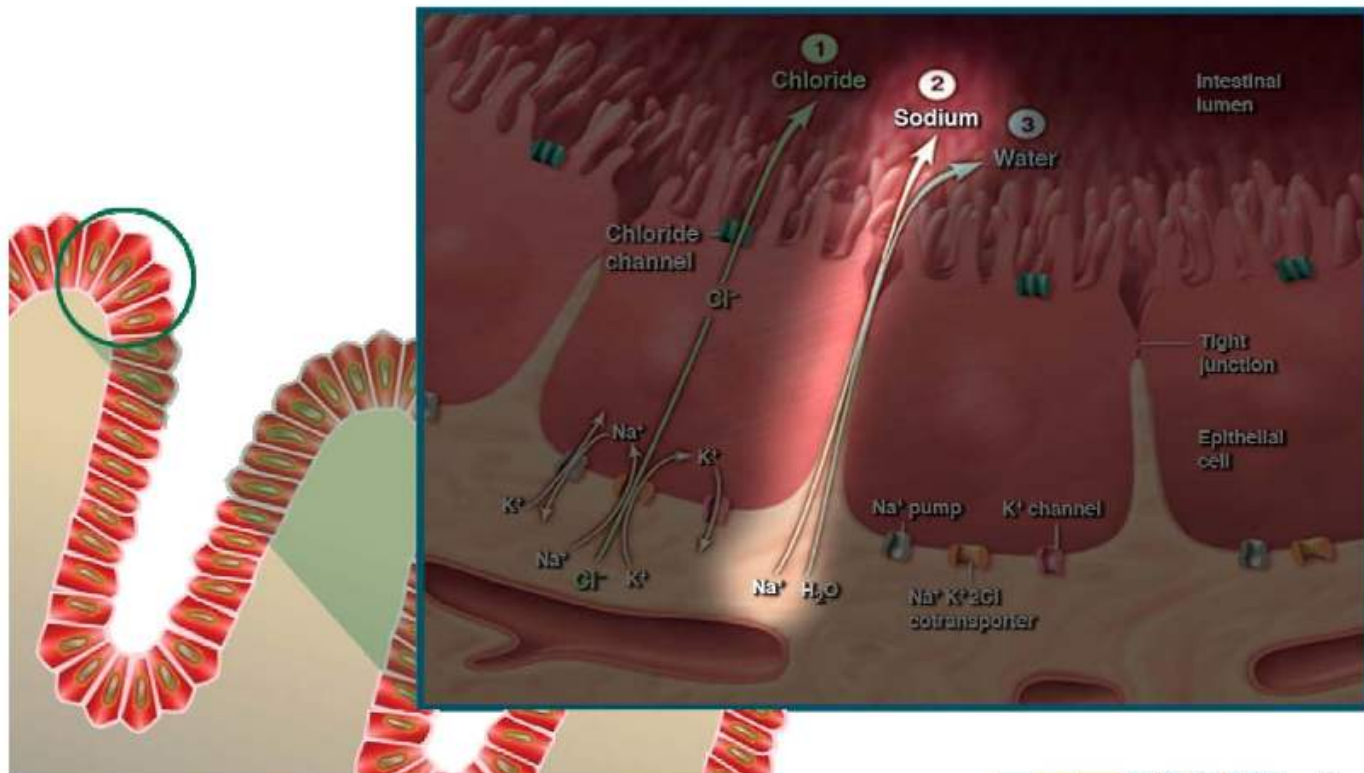 1
Chloride
2
Sodium
3
Water
Intestinal
lumen
Chloride
channel
Cl⁻
Tight
junction
Epithelial
cell
Na⁺
K⁺
K⁺
Na⁺ pump
K⁺ channel
Na⁺
Cl⁻
K⁺
Na⁺
H₂O
Na⁺ K⁺2Cl
cotransporter